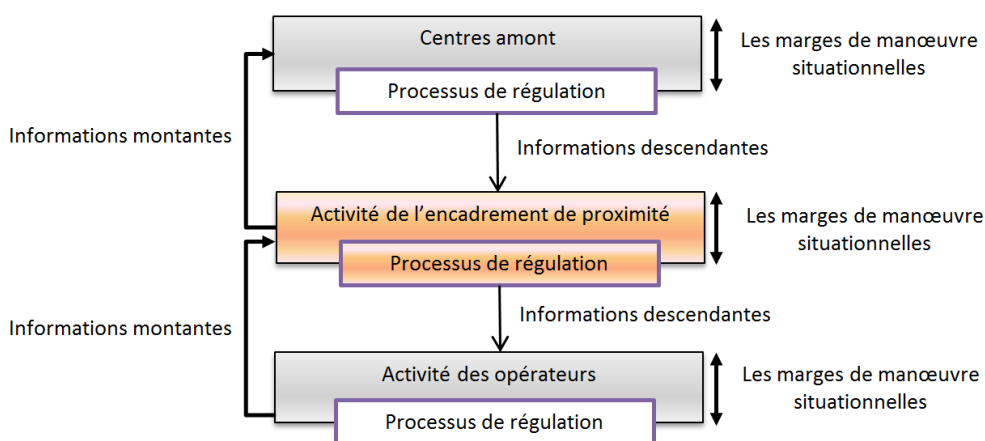 Centres amont
Les marges de manœuvre
situationnelles
Processus de régulation
Informations montantes
Informations descendantes
Activité de l'encadrement de proximité
Les marges de manœuvre
situationnelles
Processus de régulation
Informations descendantes
Informations montantes
Activité des opérateurs
Les marges de manœuvre
situationnelles
Processus de régulation